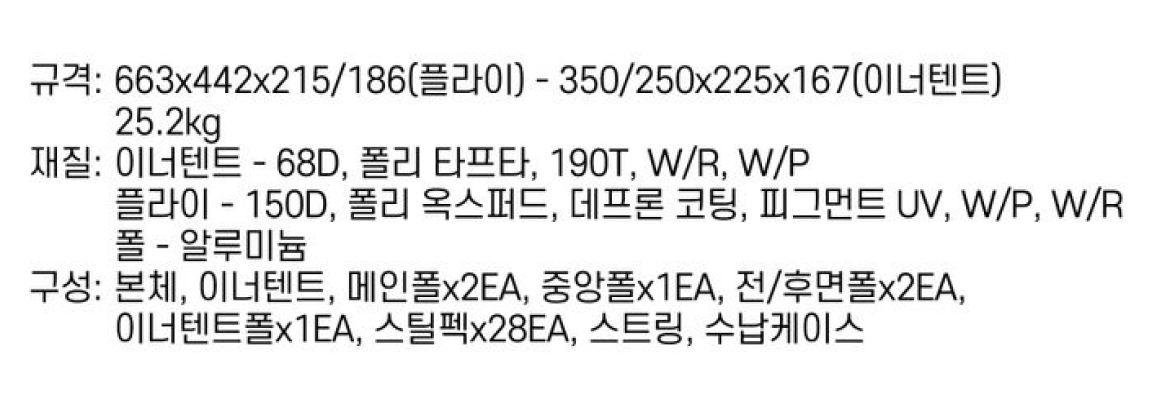 규격: 663x442x215/186(플라이) - 350/250x225x167(이너텐트)
25.2kg
재질: 이너텐트 - 68D, 폴리 타프타, 190T, W/R, W/P
플라이 - 150D, 폴리 옥스퍼드, 데프론 코팅, 피그먼트 UV, W/P, W/R
폴 - 알루미늄
구성: 본체, 이너텐트, 메인폴x2EA, 중앙폴x1EA, 전/후면폴x2EA,
이너텐트폴x1EA, 스틸펙x28EA, 스트링, 수납케이스